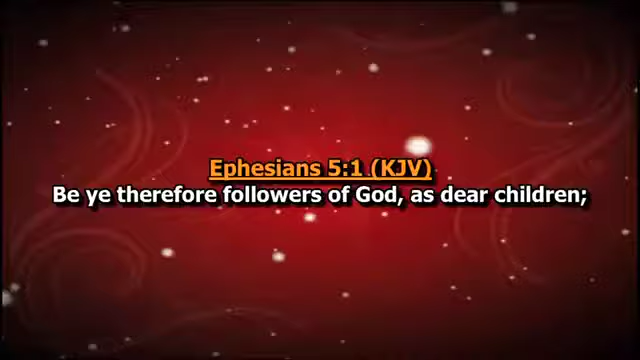 Ephesians 5:1 (KJV)
Be ye therefore followers of God, as dear children;